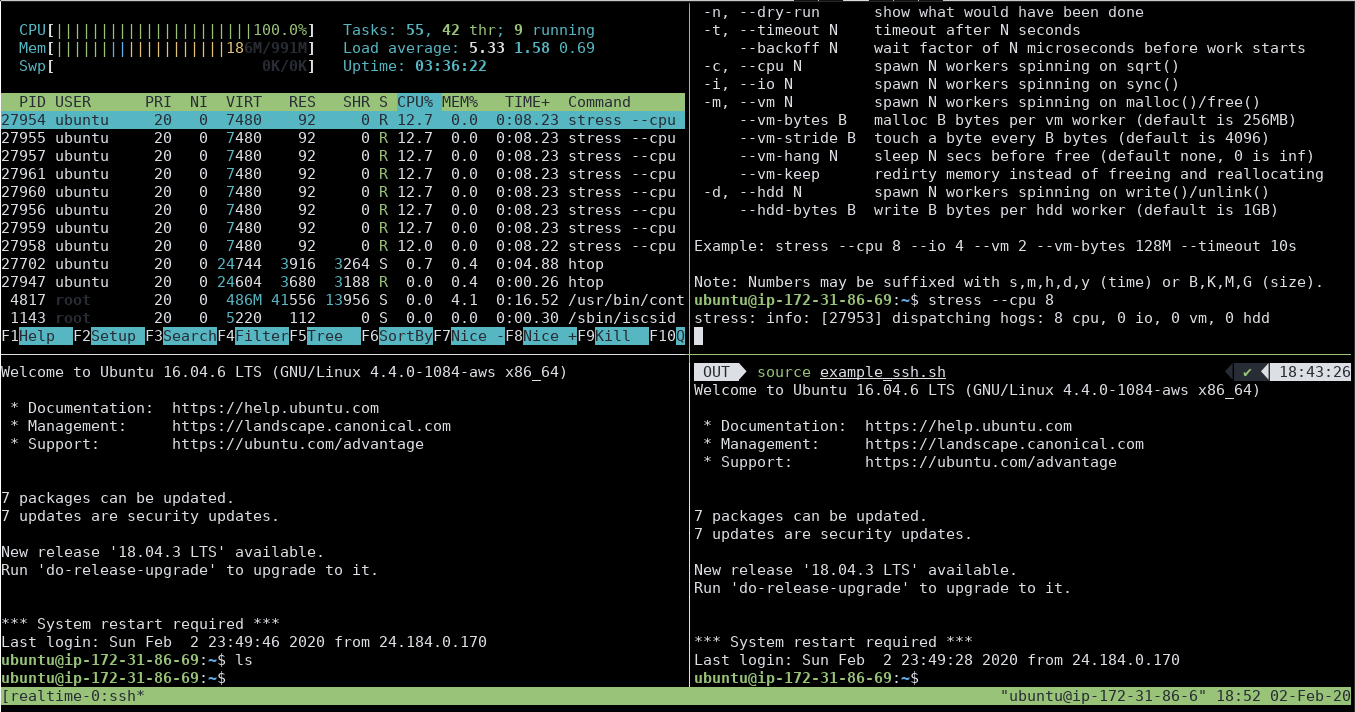 CPU[||||||||||||||||||||||100.0%]   Tasks: 55, 42 thr; 9 running
Mem[|||||||||||||||||||186M/991M]   Load average: 5.33 1.58 0.69
Swp[                       0K/0K]   Uptime: 03:36:22
PID USER      PRI  NI  VIRT   RES   SHR S CPU% MEM%   TIME+  Command
27954 ubuntu     20   0  7480    92     0 R 12.7  0.0  0:08.23 stress --cpu
27955 ubuntu     20   0  7480    92     0 R 12.7  0.0  0:08.23 stress --cpu
27957 ubuntu     20   0  7480    92     0 R 12.7  0.0  0:08.23 stress --cpu
27961 ubuntu     20   0  7480    92     0 R 12.7  0.0  0:08.23 stress --cpu
27960 ubuntu     20   0  7480    92     0 R 12.7  0.0  0:08.23 stress --cpu
27956 ubuntu     20   0  7480    92     0 R 12.7  0.0  0:08.23 stress --cpu
27959 ubuntu     20   0  7480    92     0 R 12.7  0.0  0:08.23 stress --cpu
27958 ubuntu     20   0  7480    92     0 R 12.0  0.0  0:08.22 stress --cpu
27702 ubuntu     20   0 24744  3916  3264 S  0.7  0.4  0:04.88 htop
27947 ubuntu     20   0 24604  3680  3188 R  0.0  0.4  0:00.26 htop
4817 root       20   0  486M 41556 13956 S  0.0  4.1  0:16.52 /usr/bin/cont
1143 root       20   0  5220   112     0 S  0.0  0.0  0:00.30 /sbin/iscsid
F1Help  F2Setup F3SearchF4FilterF5Tree  F6SortByF7Nice -F8Nice +F9Kill  F10Q
-n, --dry-run      show what would have been done
-t, --timeout N    timeout after N seconds
--backoff N    wait factor of N microseconds before work starts
-c, --cpu N        spawn N workers spinning on sqrt()
-i, --io N         spawn N workers spinning on sync()
-m, --vm N         spawn N workers spinning on malloc()/free()
--vm-bytes B   malloc B bytes per vm worker (default is 256MB)
--vm-stride B  touch a byte every B bytes (default is 4096)
--vm-hang N    sleep N secs before free (default none, 0 is inf)
--vm-keep      redirty memory instead of freeing and reallocating
-d, --hdd N        spawn N workers spinning on write()/unlink()
--hdd-bytes B  write B bytes per hdd worker (default is 1GB)
Example: stress --cpu 8 --io 4 --vm 2 --vm-bytes 128M --timeout 10s
Note: Numbers may be suffixed with s,m,h,d,y (time) or B,K,M,G (size).
ubuntu@ip-172-31-86-69:~$ stress --cpu 8
stress: info: [27953] dispatching hogs: 8 cpu, 0 io, 0 vm, 0 hdd
Welcome to Ubuntu 16.04.6 LTS (GNU/Linux 4.4.0-1084-aws x86_64)
* Documentation:  https://help.ubuntu.com
* Management:     https://landscape.canonical.com
* Support:        https://ubuntu.com/advantage
7 packages can be updated.
7 updates are security updates.
New release '18.04.3 LTS' available.
Run 'do-release-upgrade' to upgrade to it.
*** System restart required ***
Last login: Sun Feb  2 23:49:46 2020 from 24.184.0.170
ubuntu@ip-172-31-86-69:~$ ls
ubuntu@ip-172-31-86-69:~$
OUT  source example_ssh.sh  ✔  18:43:26
Welcome to Ubuntu 16.04.6 LTS (GNU/Linux 4.4.0-1084-aws x86_64)
* Documentation:  https://help.ubuntu.com
* Management:     https://landscape.canonical.com
* Support:        https://ubuntu.com/advantage
7 packages can be updated.
7 updates are security updates.
New release '18.04.3 LTS' available.
Run 'do-release-upgrade' to upgrade to it.
*** System restart required ***
Last login: Sun Feb  2 23:49:28 2020 from 24.184.0.170
ubuntu@ip-172-31-86-69:~$
[realtime-0:ssh*  "ubuntu@ip-172-31-86-6" 18:52 02-Feb-20